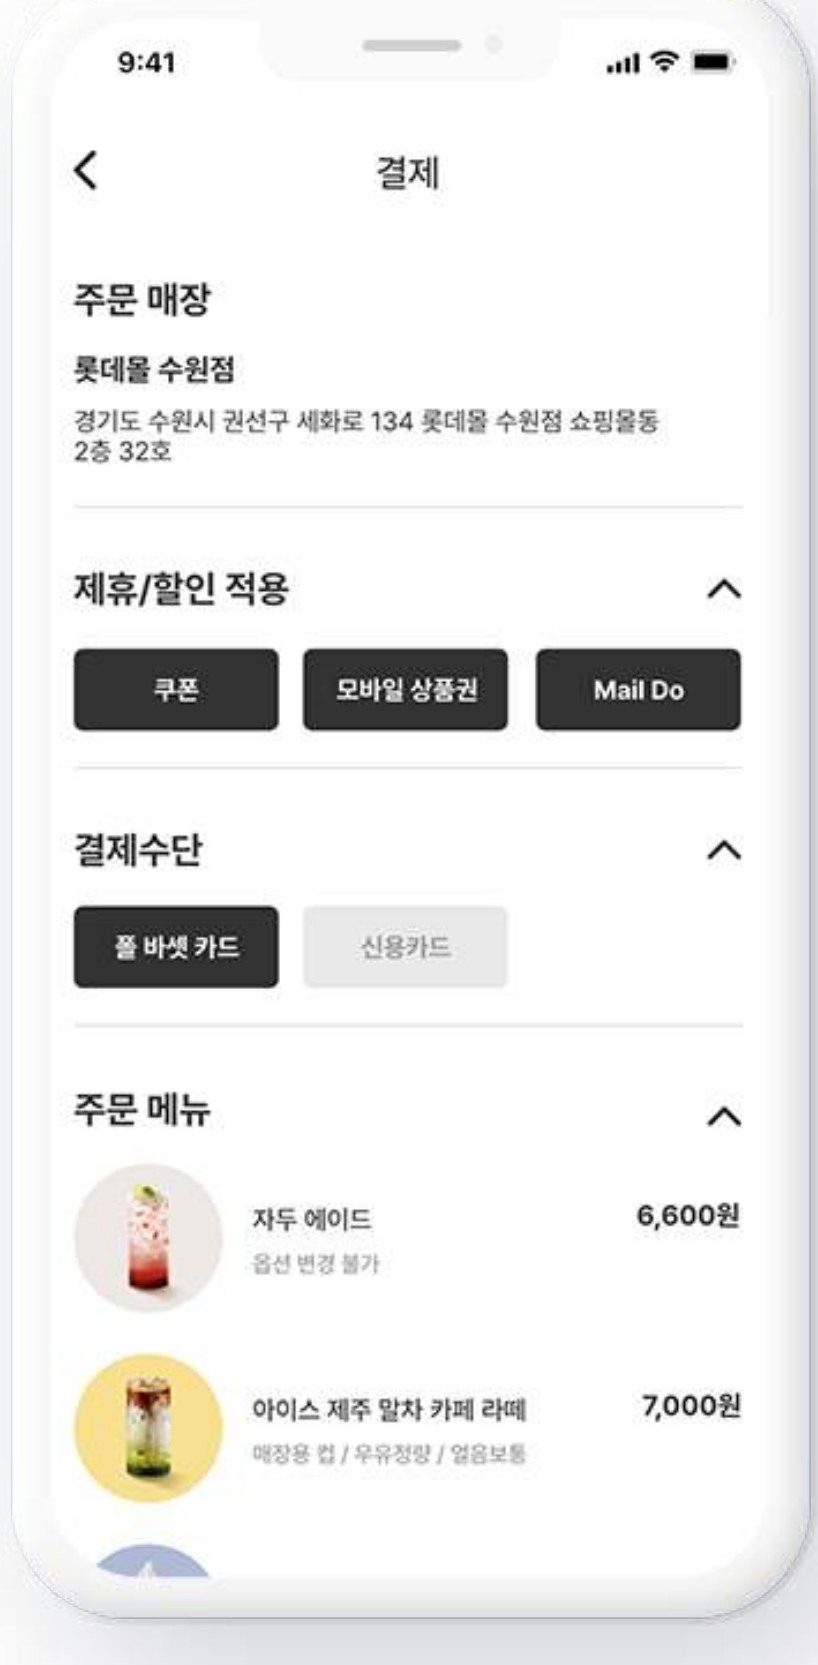 9:41
결제
주문 매장
롯데몰 수원점
경기도 수원시 권선구 세화로 134 롯데몰 수원점 쇼핑몰동
2층 32호
제휴/할인 적용
쿠폰
모바일 상품권
Mail Do
결제수단
폴 바셋 카드
신용카드
주문 메뉴
자두 에이드
6,600원
옵션 변경 불가
아이스 제주 말차 카페 라떼
7,000원
매장용 컵 / 우유정량 / 얼음보통